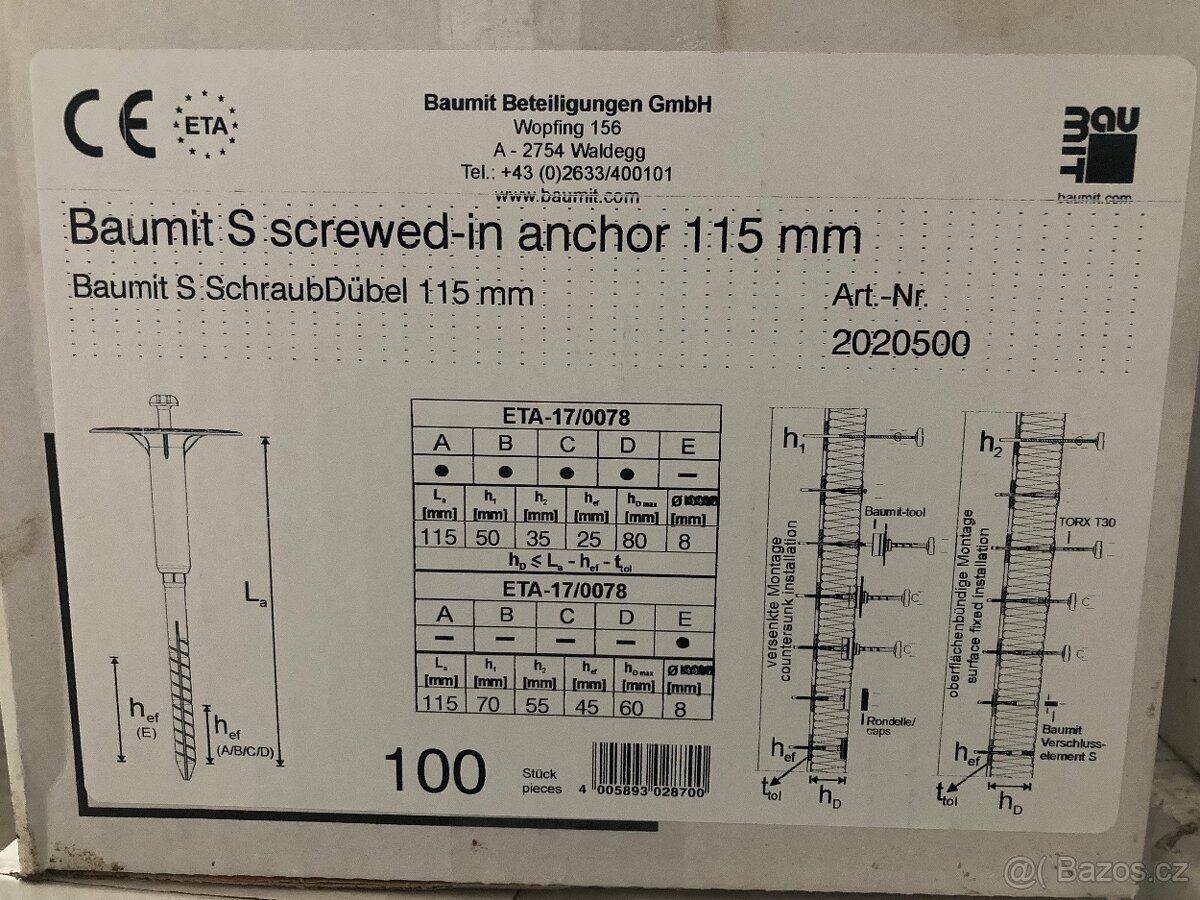 CE
ETA
Baumit Beteiligungen GmbH
Wopfing 156
A - 2754 Waldegg
Tel.: +43 (0)2633/400101
www.baumit.com
BauMIT
baumit.com
Baumit S screwed-in anchor 115 mm
Baumit S SchraubDübel 115 mm
Art.-Nr.
2020500
La
hef
(E)
hef
(A/B/C/D)
ETA-17/0078
A B C D E
● ● ● ● –
La h1 h2 hef hD max Ø
[mm] [mm] [mm] [mm] [mm] [mm]
115 50 35 25 80 8
hD ≤ La - hef - ttol
ETA-17/0078
A B C D E
– – – – ●
La h1 h2 hef hD max Ø
[mm] [mm] [mm] [mm] [mm] [mm]
115 70 55 45 60 8
100
Stück
pieces
4 005893 028700
h1
versenkte Montage
countersunk installation
Baumit-tool
Rondelle/
caps
hef
ttol
hD
h2
oberflächenbündige Montage
surface fixed installation
TORX T30
Baumit
Verschluss-
element S
hef
ttol
hD
@( Bazos.cz